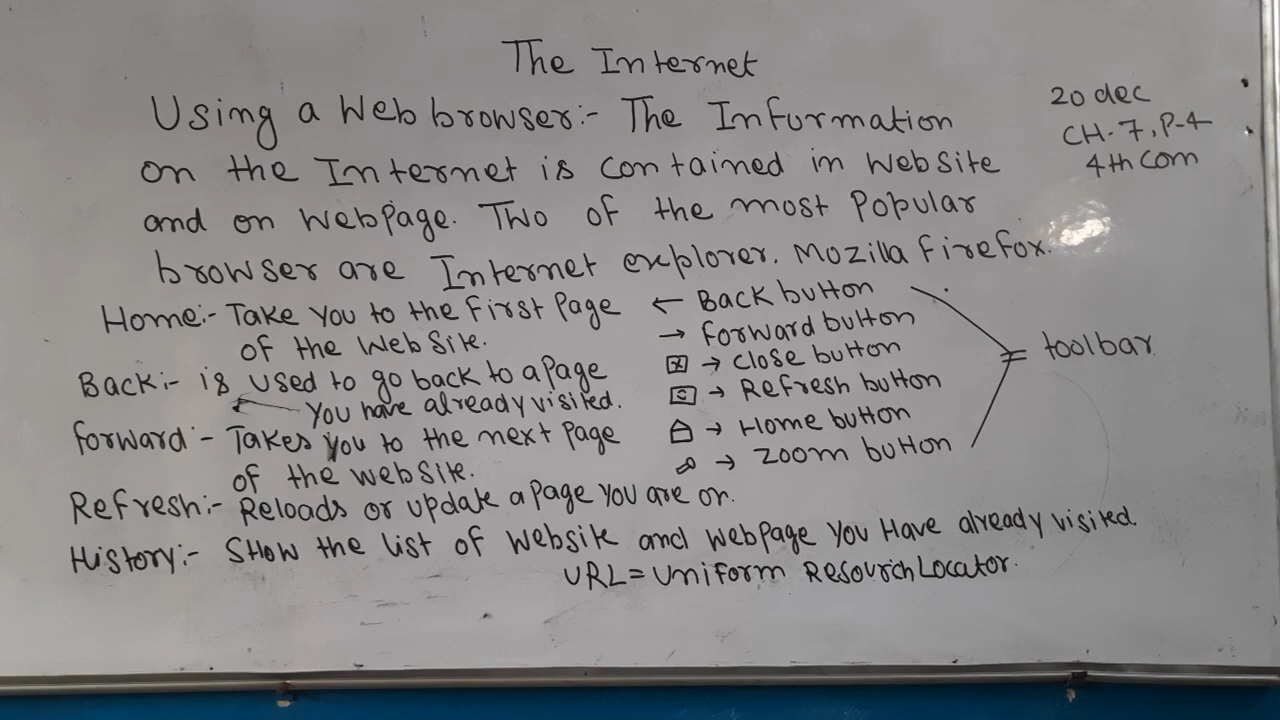 The Internet
Using a Web browser:- The Information
on the Internet is contained in website
and on webpage. Two of the most Popular
browser are Internet explorer. Mozilla Firefox.
20 dec
CH-7, P-4
4th Com
Home:- Take you to the First Page
of the Website.
Back:- is used to go back to a page
You have already visited.
Forward:- Takes you to the next Page
of the website.
Refresh:- Reloads or update a page you are on.
History:- Show the list of website and webpage you Have already visited.
URL = Uniform Resourch Locator.
← Back button
→ Forward button
☒ → Close button
→ Refresh button
⌂ → Home button
→ Zoom button
= toolbar